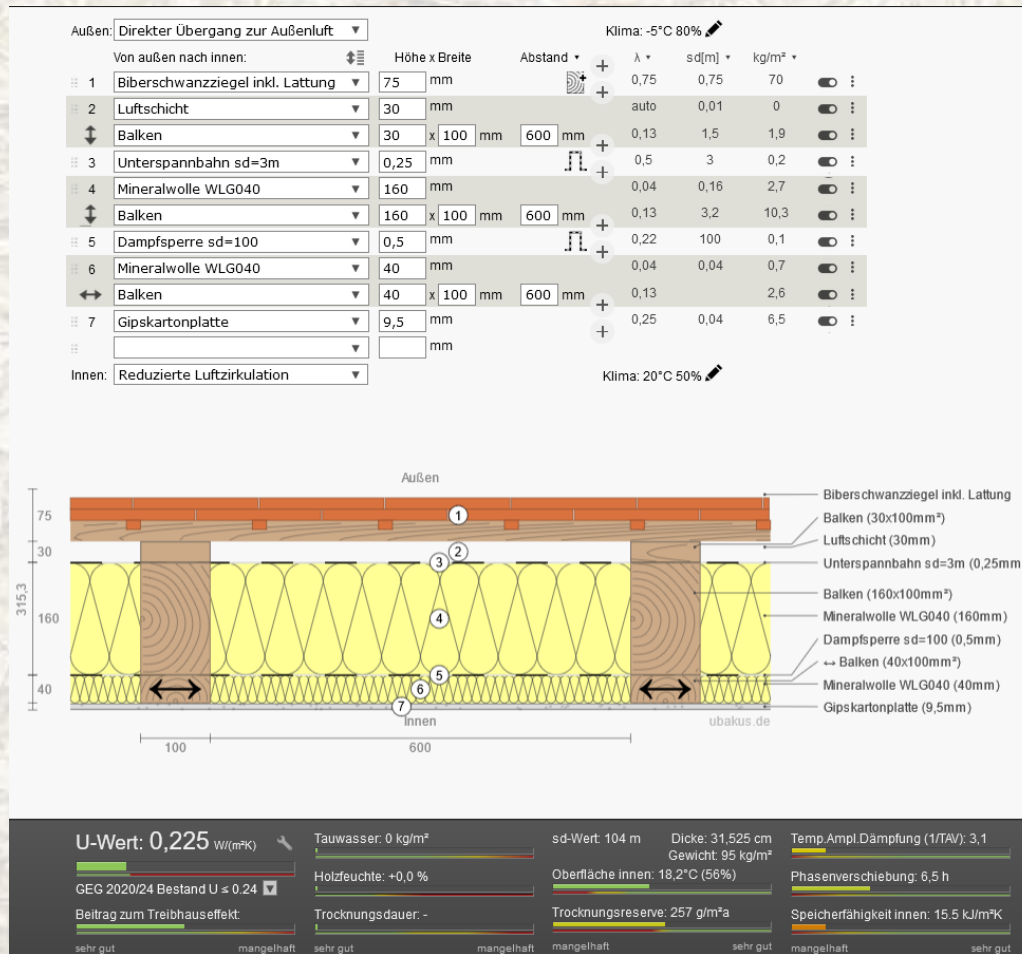 Außen: Direkter Übergang zur Außenluft Klima: -5°C 80%
Von außen nach innen: Höhe x Breite Abstand λ sd[m] kg/m²
1 Biberschwanzziegel inkl. Lattung 75 mm 0,75 0,75 70
2 Luftschicht 30 mm auto 0,01 0
Balken 30 x 100 mm 600 mm 0,13 1,5 1,9
3 Unterspannbahn sd=3m 0,25 mm 0,5 3 0,2
4 Mineralwolle WLG040 160 mm 0,04 0,16 2,7
Balken 160 x 100 mm 600 mm 0,13 3,2 10,3
5 Dampfsperre sd=100 0,5 mm 0,22 100 0,1
6 Mineralwolle WLG040 40 mm 0,04 0,04 0,7
Balken 40 x 100 mm 600 mm 0,13 2,6
7 Gipskartonplatte 9,5 mm 0,25 0,04 6,5
mm
Innen: Reduzierte Luftzirkulation Klima: 20°C 50%
Außen
75
30
315,3
160
40
1
2
3
4
5
6
7
Biberschwanzziegel inkl. Lattung
Balken (30x100mm²)
Luftschicht (30mm)
Unterspannbahn sd=3m (0,25mm
Balken (160x100mm²)
Mineralwolle WLG040 (160mm)
Dampfsperre sd=100 (0,5mm)
↔ Balken (40x100mm²)
Mineralwolle WLG040 (40mm)
Gipskartonplatte (9,5mm)
Innen
ubakus.de
100 600
U-Wert: 0,225 W/(m²K)
GEG 2020/24 Bestand U ≤ 0.24
Beitrag zum Treibhauseffekt:
sehr gut mangelhaft
Tauwasser: 0 kg/m²
Holzfeuchte: +0,0 %
Trocknungsdauer: -
sehr gut mangelhaft
sd-Wert: 104 m Dicke: 31,525 cm
Gewicht: 95 kg/m²
Oberfläche innen: 18,2°C (56%)
Trocknungsreserve: 257 g/m²a
mangelhaft sehr gut
Temp.Ampl.Dämpfung (1/TAV): 3,1
Phasenverschiebung: 6,5 h
Speicherfähigkeit innen: 15.5 kJ/m²K
mangelhaft sehr gut